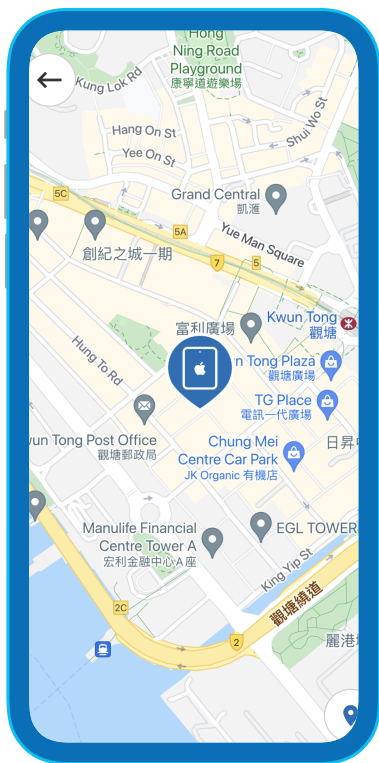 Hong
Ning Road
Playground
康寧道遊樂場
Kung Lok Rd
Hang On St
Yee On St
Shui Wo St
5C
Grand Central
凱滙
5A
Yue Man Square
創紀之城一期
7
5
Kwun Tong
觀塘
富利廣場
n Tong Plaza
觀塘廣場
Hung To Rd
TG Place
電訊一代廣場
wun Tong Post Office
觀塘郵政局
Chung Mei
Centre Car Park
JK Organic 有機店
日昇
Manulife Financial
Centre Tower A
宏利金融中心A座
EGL TOWER
King Yip St
2C
觀塘繞道
2
麗港